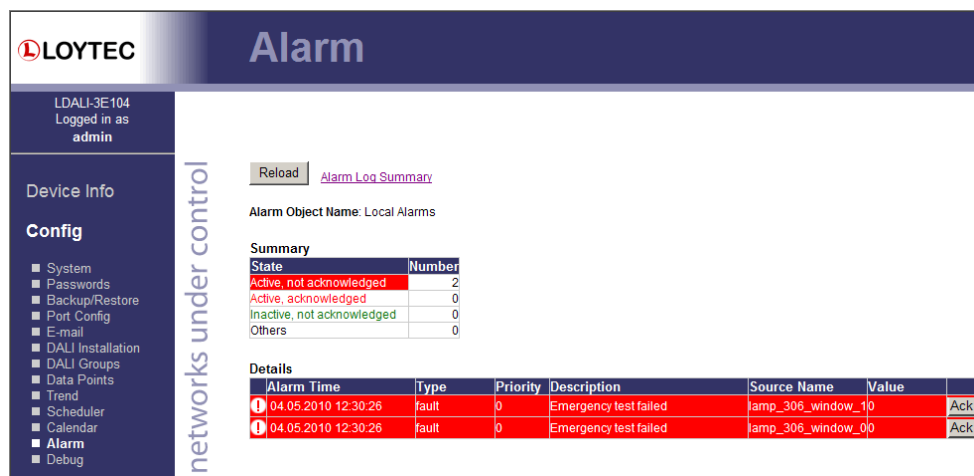 LOYTEC
Alarm
LDALI-3E104
Logged in as
admin
Device Info
Config
System
Passwords
Backup/Restore
Port Config
E-mail
DALI Installation
DALI Groups
Data Points
Trend
Scheduler
Calendar
Alarm
Debug
networks under control
Reload Alarm Log Summary
Alarm Object Name: Local Alarms
Summary
State Number
Active, not acknowledged 2
Active, acknowledged 0
Inactive, not acknowledged 0
Others 0
Details
Alarm Time Type Priority Description Source Name Value
04.05.2010 12:30:26 fault 0 Emergency test failed lamp_306_window_1 0 Ack
04.05.2010 12:30:26 fault 0 Emergency test failed lamp_306_window_0 0 Ack